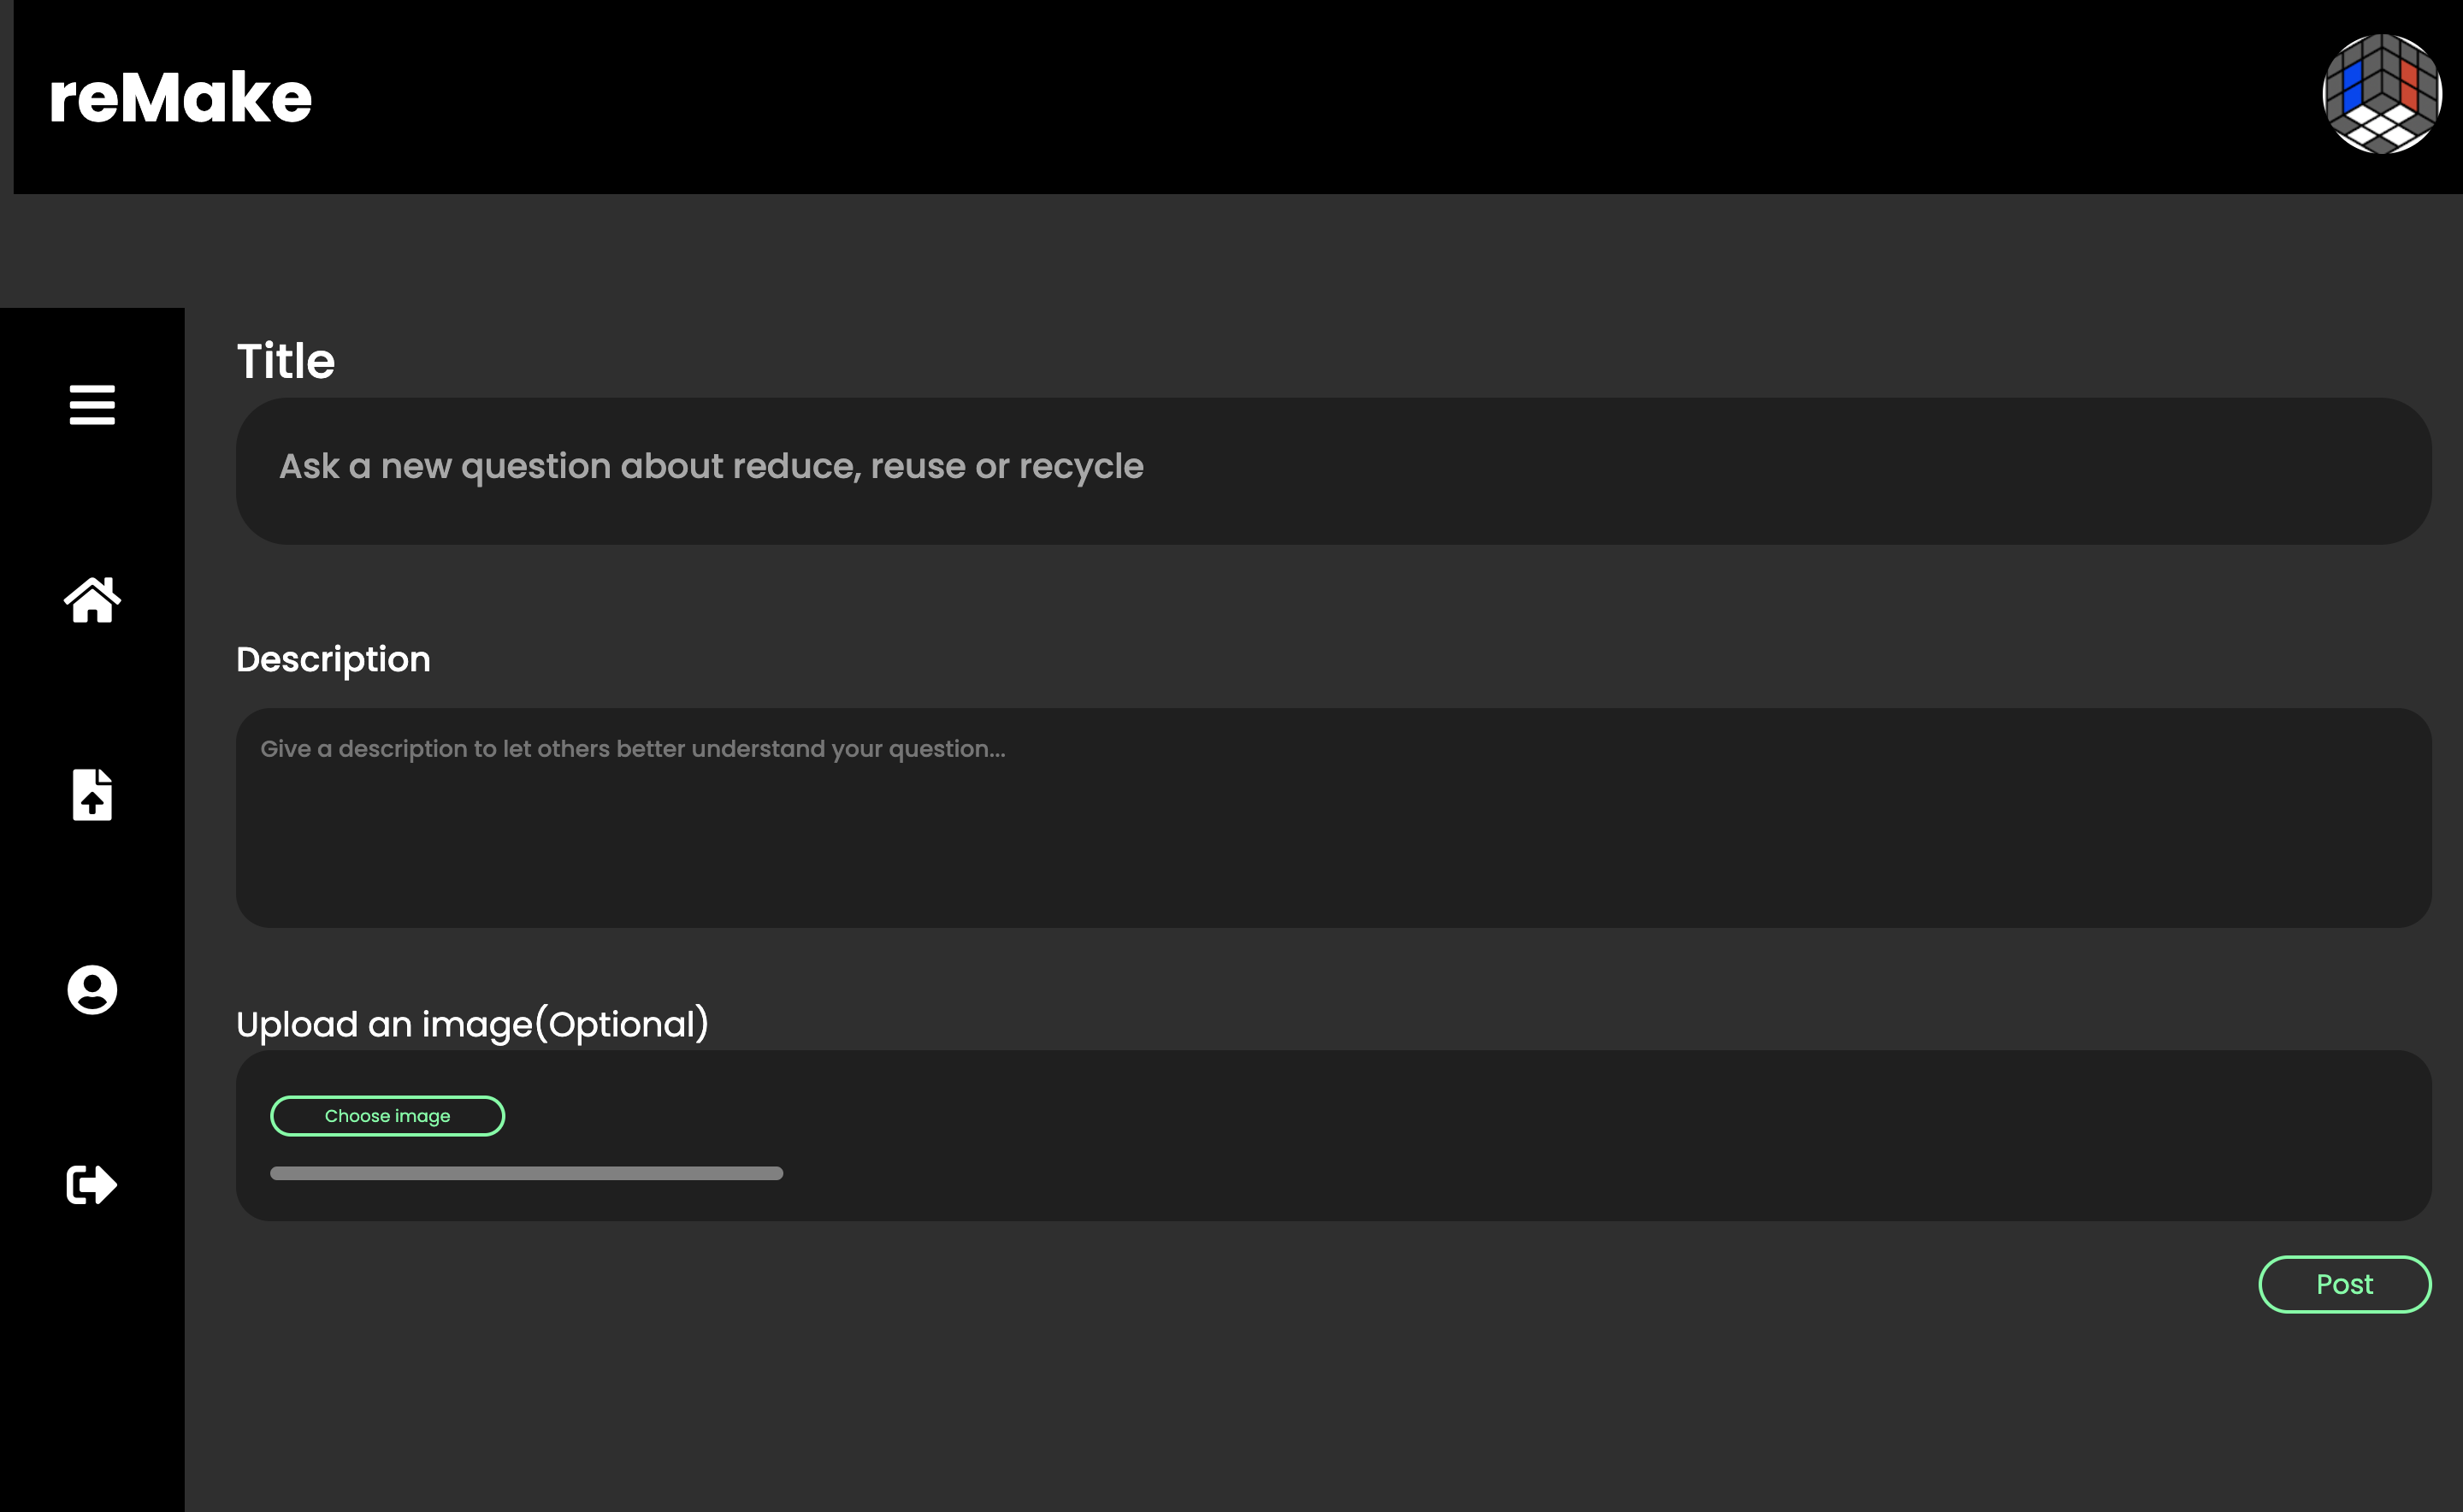 reMake
Title
Ask a new question about reduce, reuse or recycle
Description
Give a description to let others better understand your question...
Upload an image(Optional)
Choose image
Post